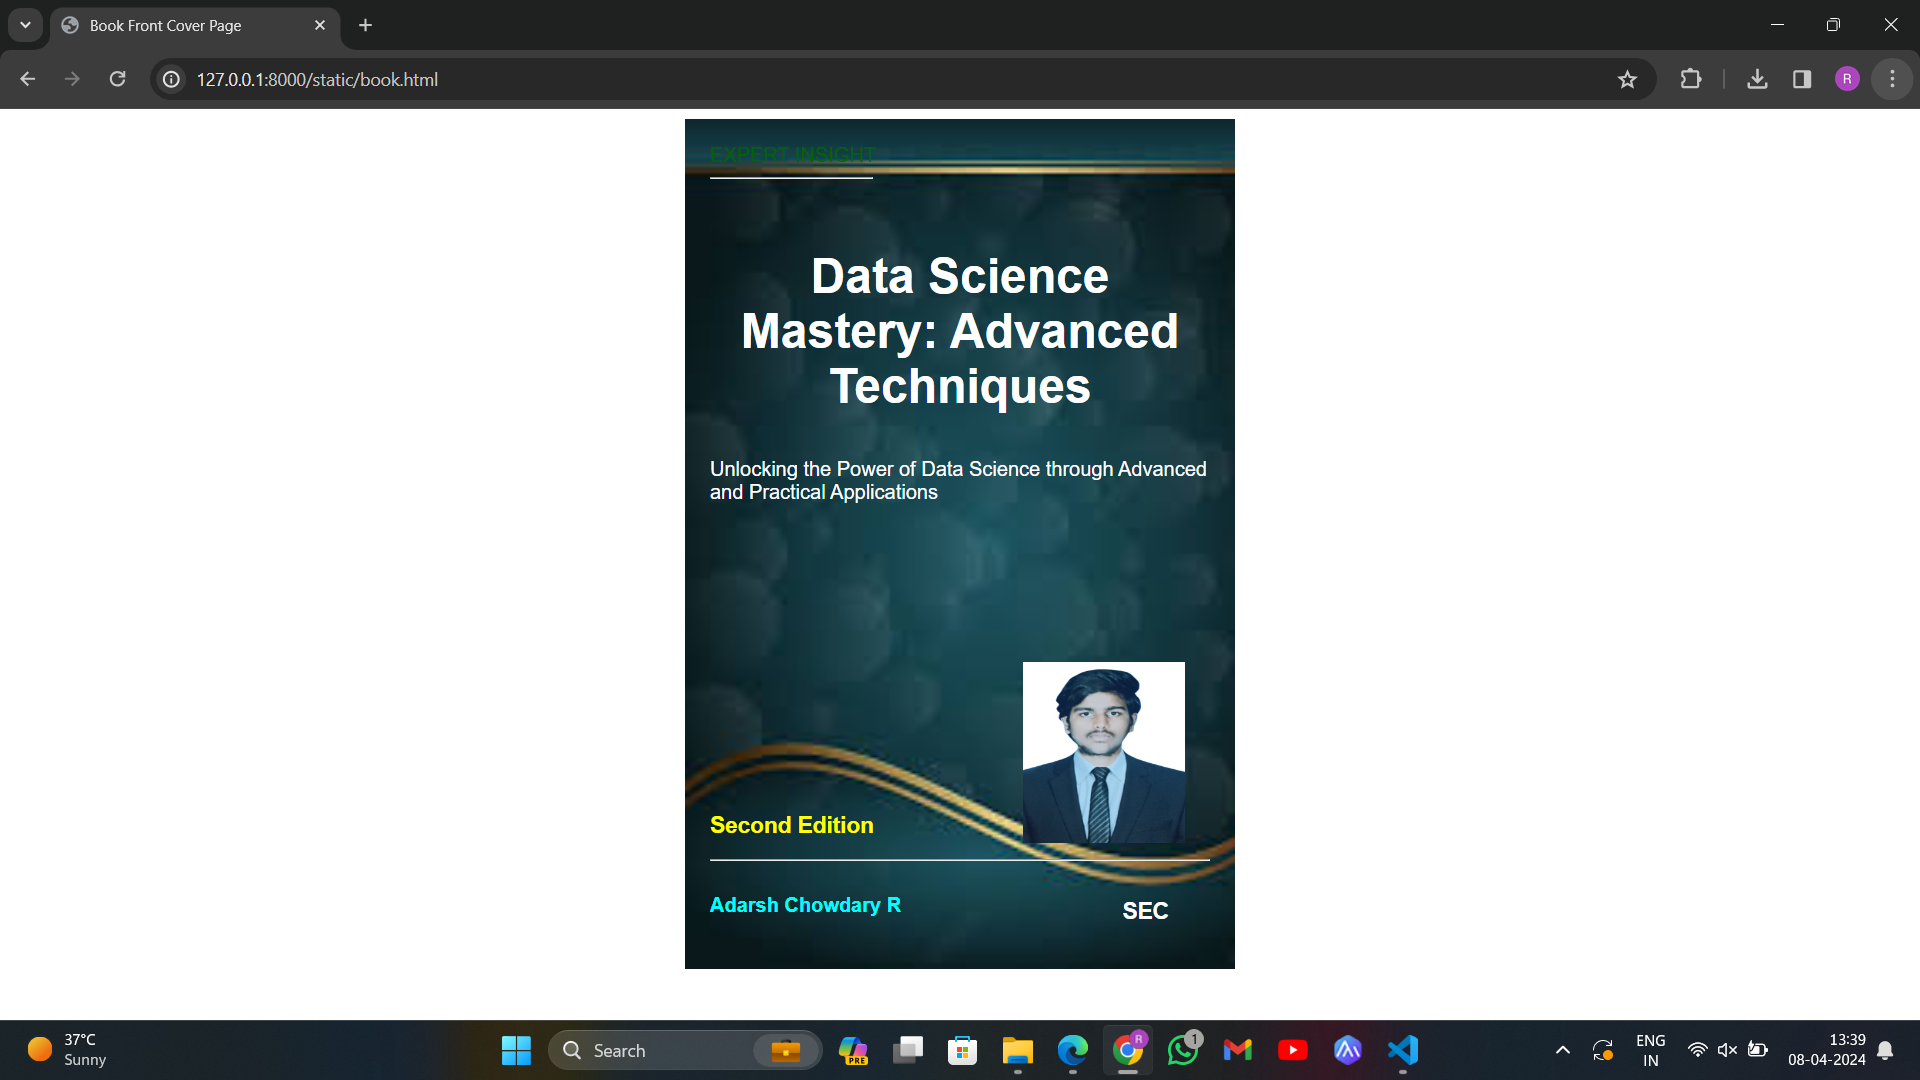 Book Front Cover Page
127.0.0.1:8000/static/book.html
R
EXPERT INSIGHT
Data Science
Mastery: Advanced
Techniques
Unlocking the Power of Data Science through Advanced
and Practical Applications
Second Edition
Adarsh Chowdary R
SEC
37°C
Sunny
Search
PRE
R
1
ENG
IN
13:39
08-04-2024